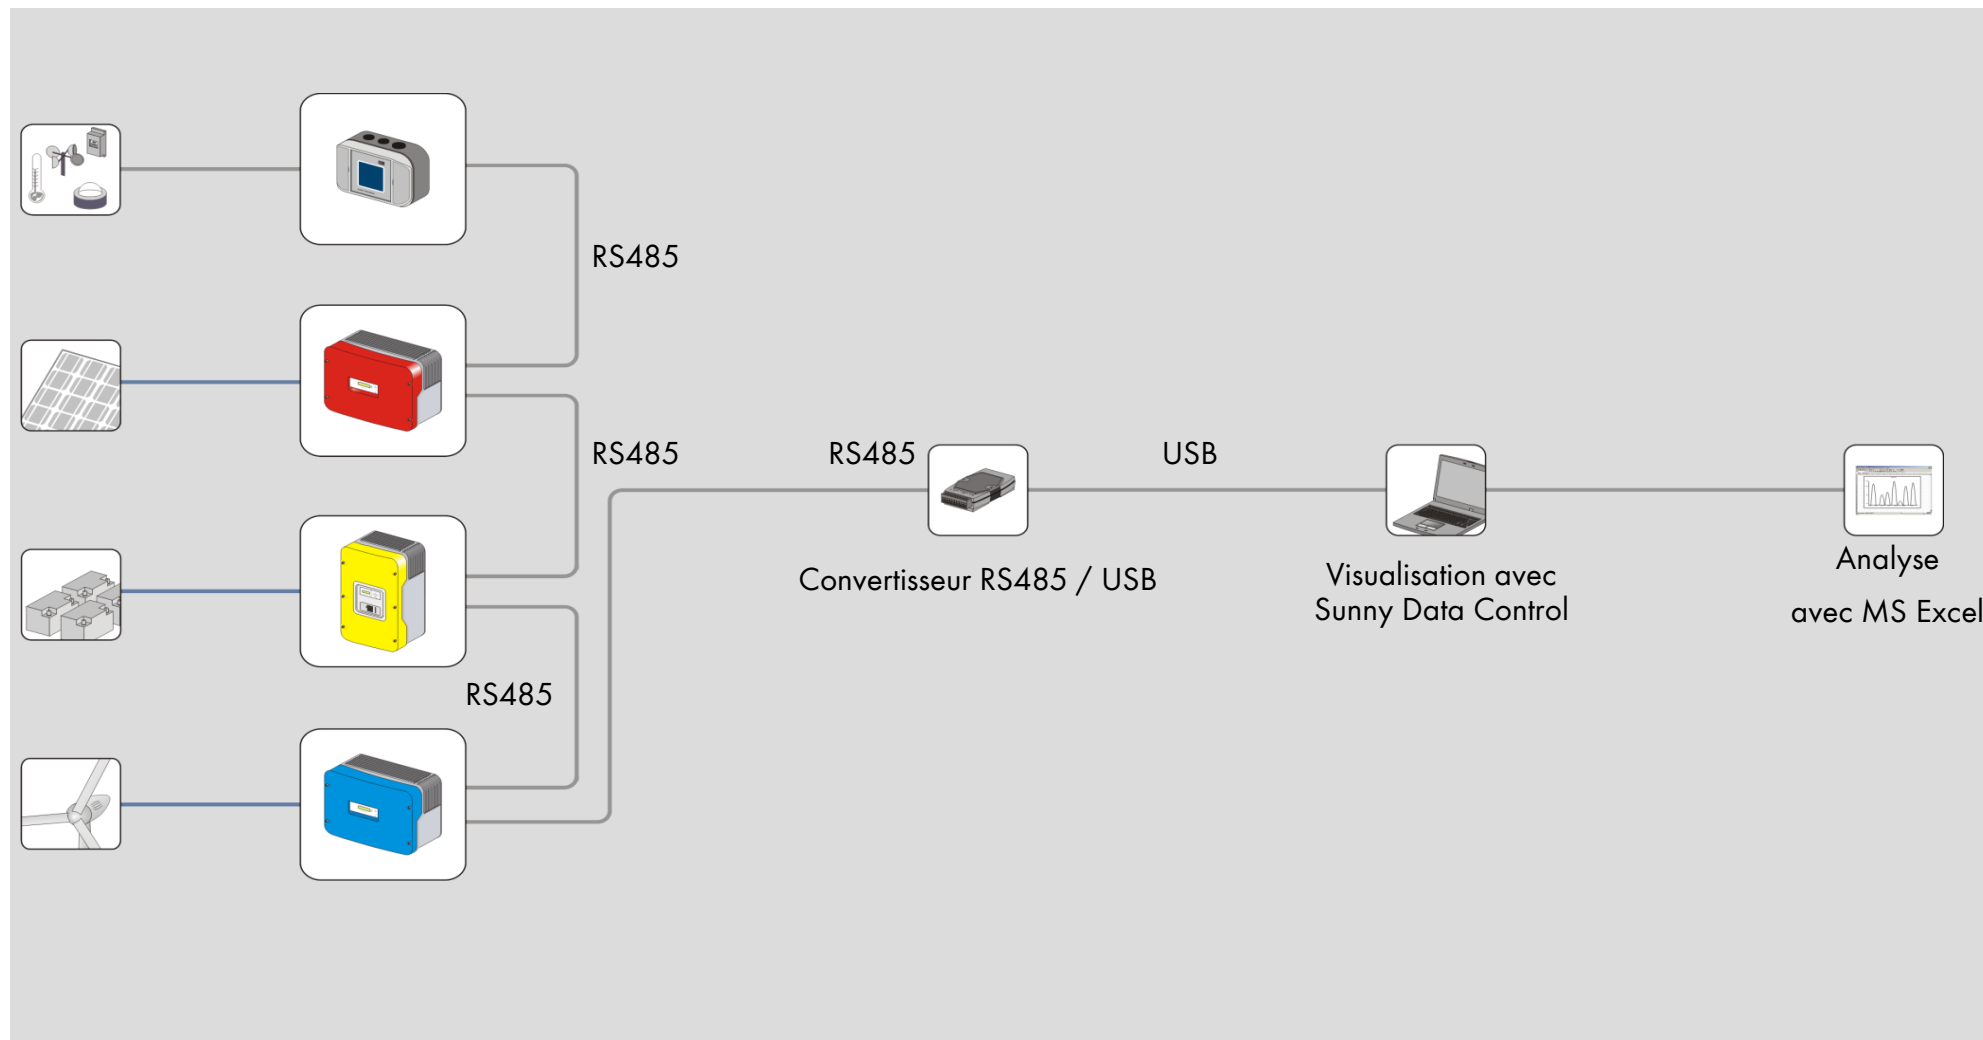 RS485
RS485
RS485
USB
Convertisseur RS485 / USB
Visualisation avec
Sunny Data Control
Analyse
avec MS Excel
RS485